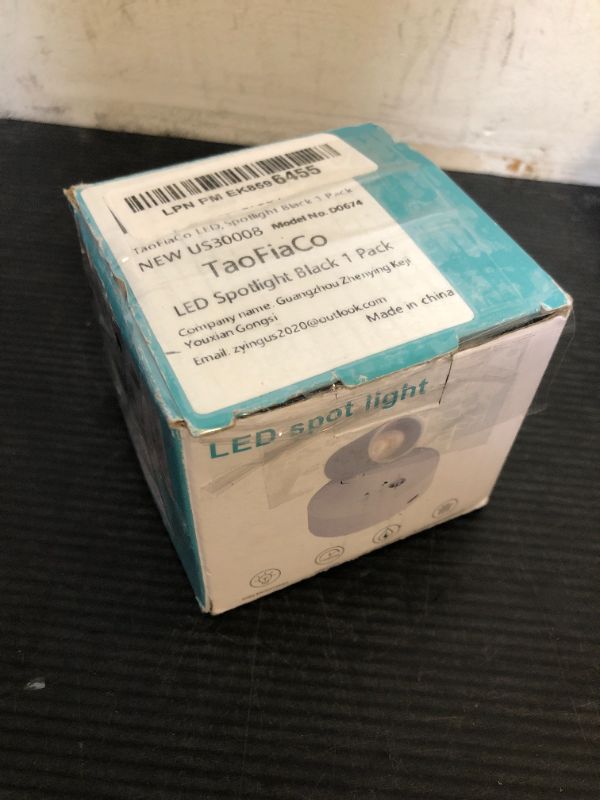 LPN PM EK859 6455
TaoFiaCo LED, Spotlight Black 1 Pack
NEW US30008 Model No. D0674
TaoFiaCo
LED Spotlight Black 1 Pack
Company name. Guangzhou Zhenying Keji
Youxian Gongsi
Email. zyingus2020@outlook.com
Made in china
LED spot light